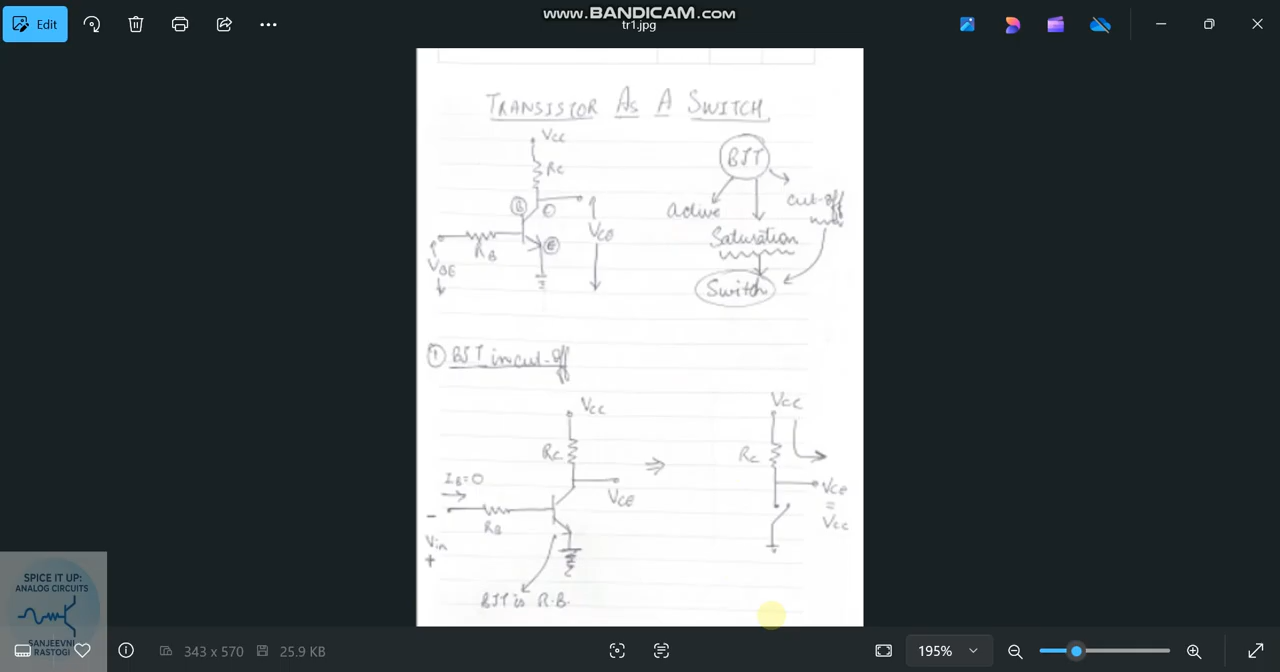 www.BANDICAM.com
Edit
tr1.jpg
TRANSISTOR AS A SWITCH
VCC
RC
BJT
B
C
active
cut-off
VCO
Saturation
E
RB
VBE
Switch
1 BJT in cut-off
VCC
VCC
RC
RC
IB=0
VCE
VCE
=
VCC
RB
-
Vin
+
BJT is R.B.
SPICE IT UP:
ANALOG CIRCUITS
SANJEEVNI
RASTOGI
343 x 570
25.9 KB
195%